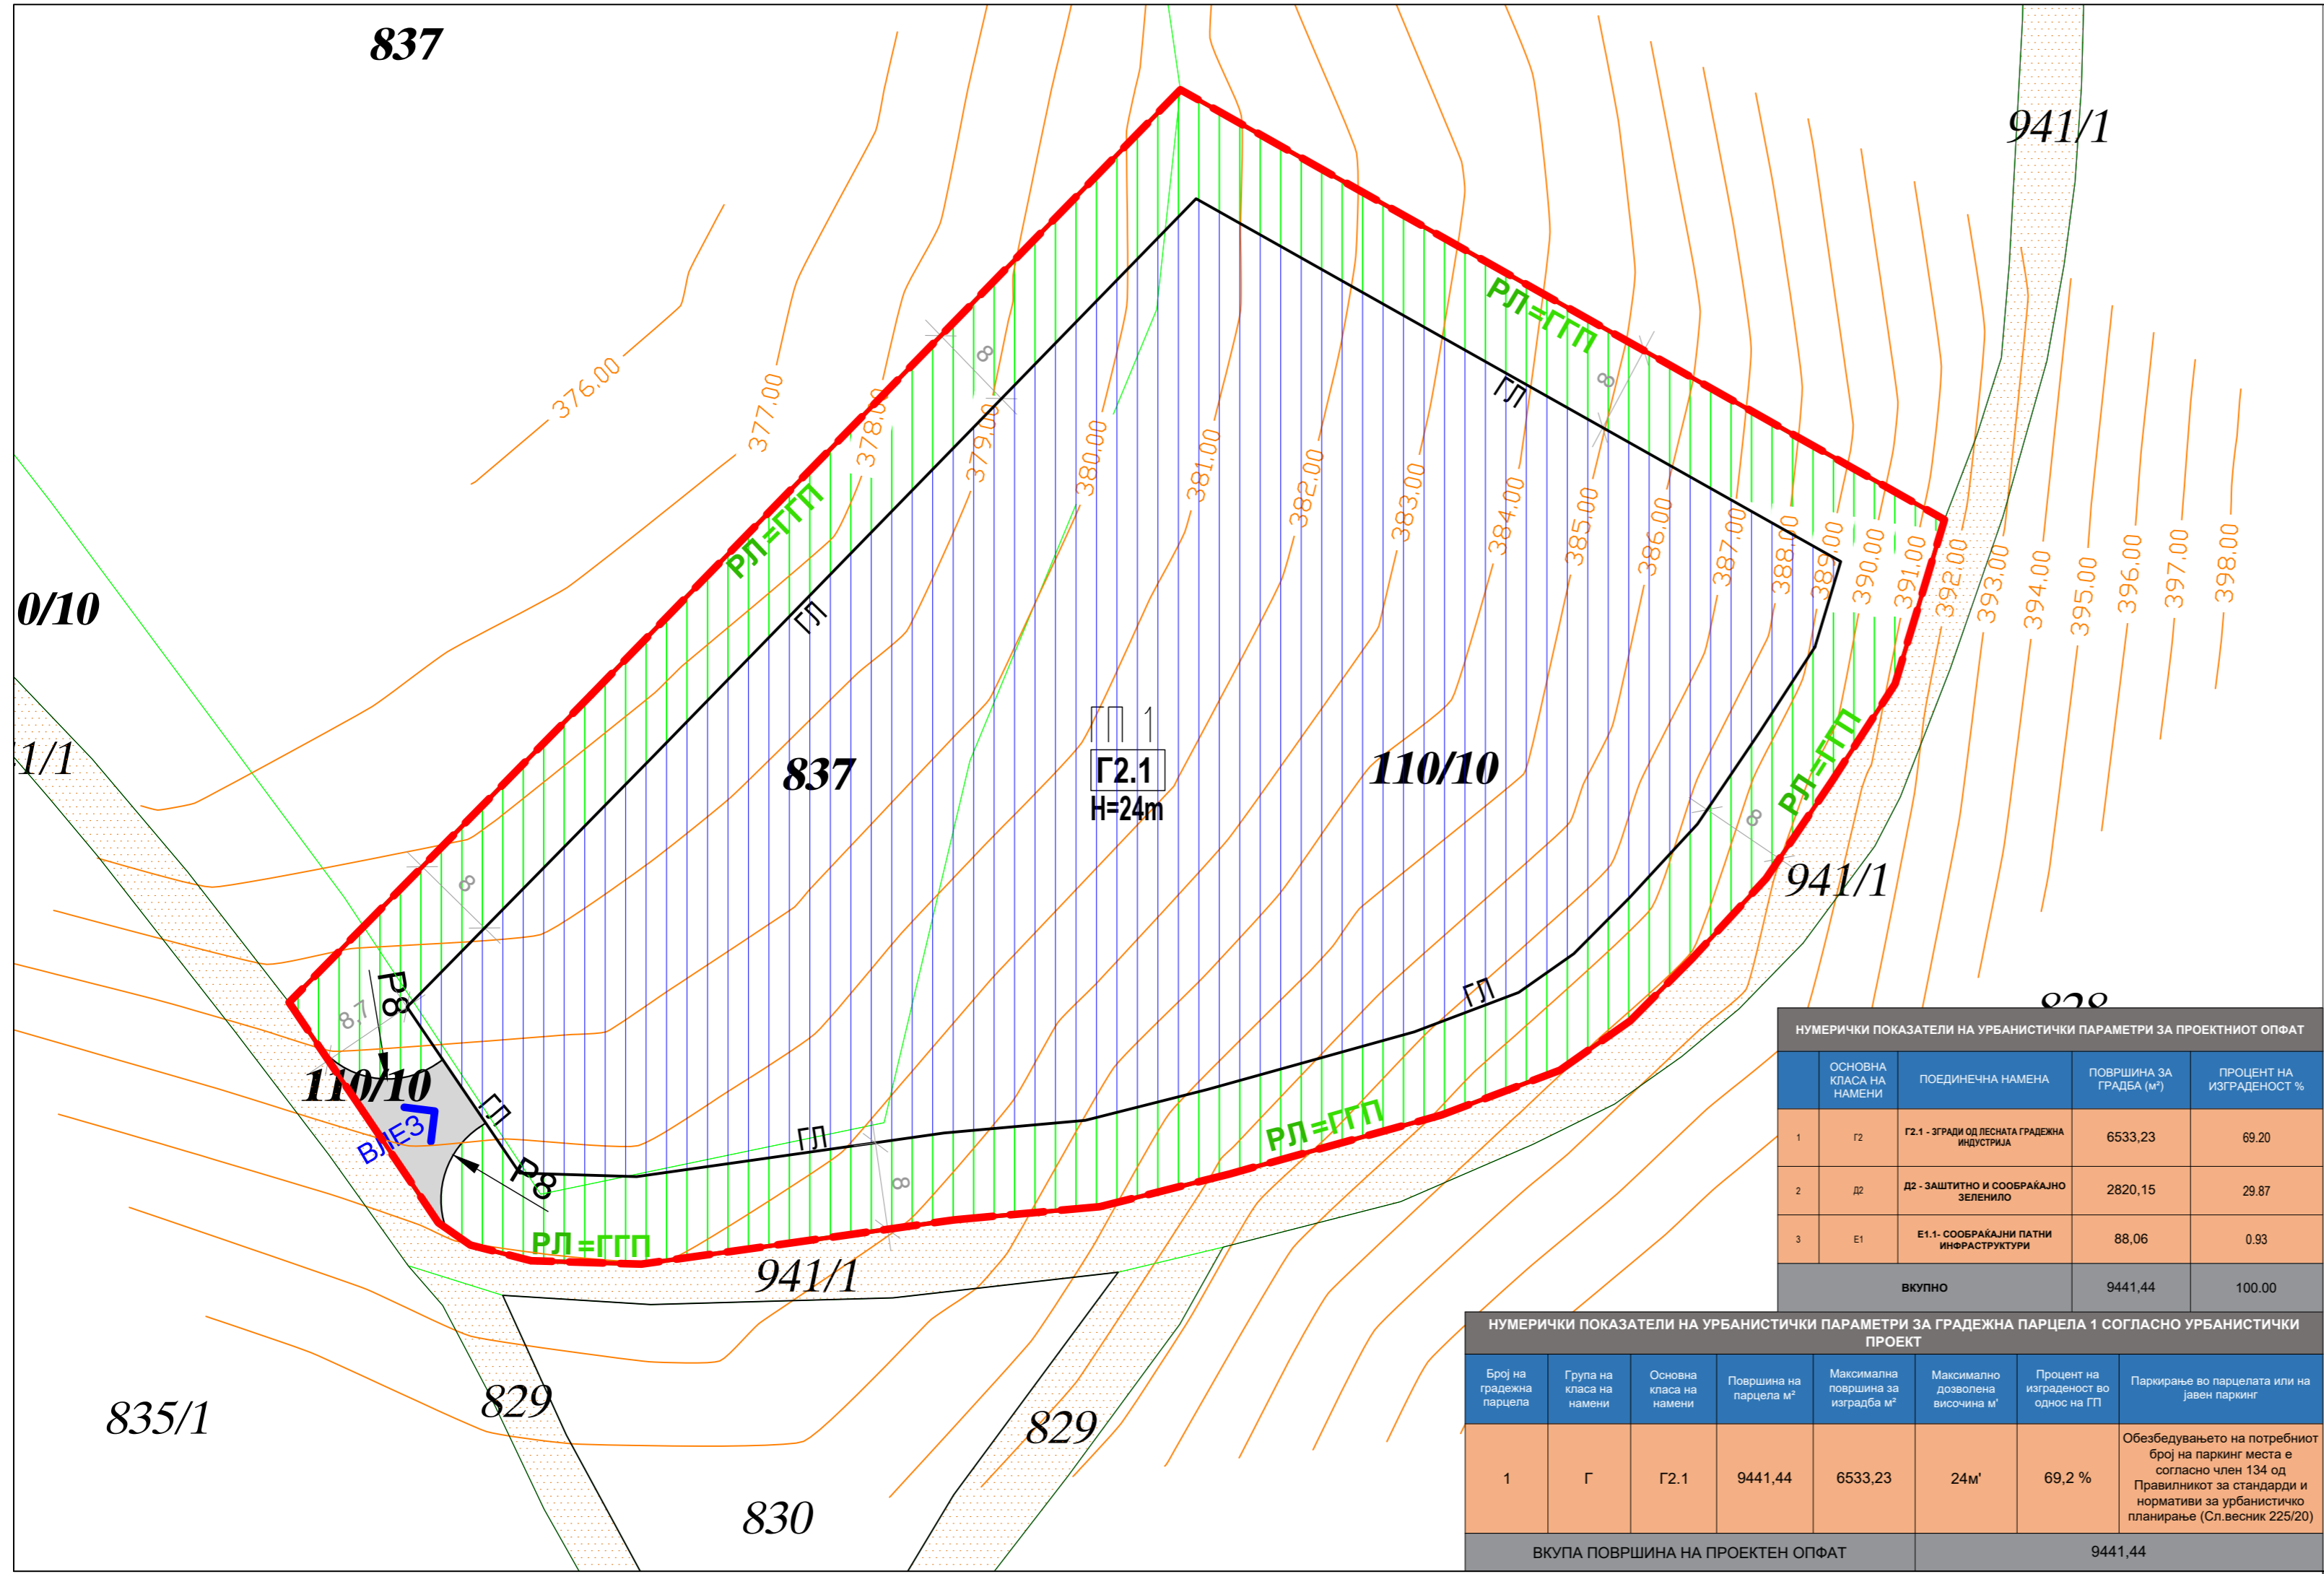 837
941/1
РЛ=ГГП
8
8
ГЛ
376.00
377.00
378.00
379.00
380.00
381.00
382.00
383.00
384.00
385.00
386.00
387.00
388.00
389.00
390.00
391.00
392.00
393.00
394.00
395.00
396.00
397.00
398.00
РЛ=ГГП
ГЛ
0/10
1/1
ГП 1
Г2.1
H=24m
837
110/10
РЛ=ГГП
8
8
941/1
Р8
8,7
ГЛ
828
110/10
ВЛЕЗ
ГЛ
ГЛ
РЛ=ГГП
Р8
8
РЛ=ГГП
941/1
835/1
829
829
830
НУМЕРИЧКИ ПОКАЗАТЕЛИ НА УРБАНИСТИЧКИ ПАРАМЕТРИ ЗА ПРОЕКТНИОТ ОПФАТ
ОСНОВНА
КЛАСА НА
НАМЕНИ
ПОЕДИНЕЧНА НАМЕНА
ПОВРШИНА ЗА
ГРАДБА (м²)
ПРОЦЕНТ НА
ИЗГРАДЕНОСТ %
1
Г2
Г2.1 - ЗГРАДИ ОД ЛЕСНАТА ГРАДЕЖНА
ИНДУСТРИЈА
6533,23
69.20
2
Д2
Д2 - ЗАШТИТНО И СООБРАЌАЈНО
ЗЕЛЕНИЛО
2820,15
29.87
3
Е1
Е1.1- СООБРАЌАЈНИ ПАТНИ
ИНФРАСТРУКТУРИ
88,06
0.93
ВКУПНО
9441,44
100.00
НУМЕРИЧКИ ПОКАЗАТЕЛИ НА УРБАНИСТИЧКИ ПАРАМЕТРИ ЗА ГРАДЕЖНА ПАРЦЕЛА 1 СОГЛАСНО УРБАНИСТИЧКИ
ПРОЕКТ
Број на
градежна
парцела
Група на
класа на
намени
Основна
класа на
намени
Површина на
парцела м²
Максимална
површина за
изградба м²
Максимално
дозволена
височина м'
Процент на
изграденост во
однос на ГП
Паркирање во парцелата или на
јавен паркинг
1
Г
Г2.1
9441,44
6533,23
24м'
69,2 %
Обезбедувањето на потребниот
број на паркинг места е
согласно член 134 од
Правилникот за стандарди и
нормативи за урбанистичко
планирање (Сл.весник 225/20)
ВКУПА ПОВРШИНА НА ПРОЕКТЕН ОПФАТ
9441,44